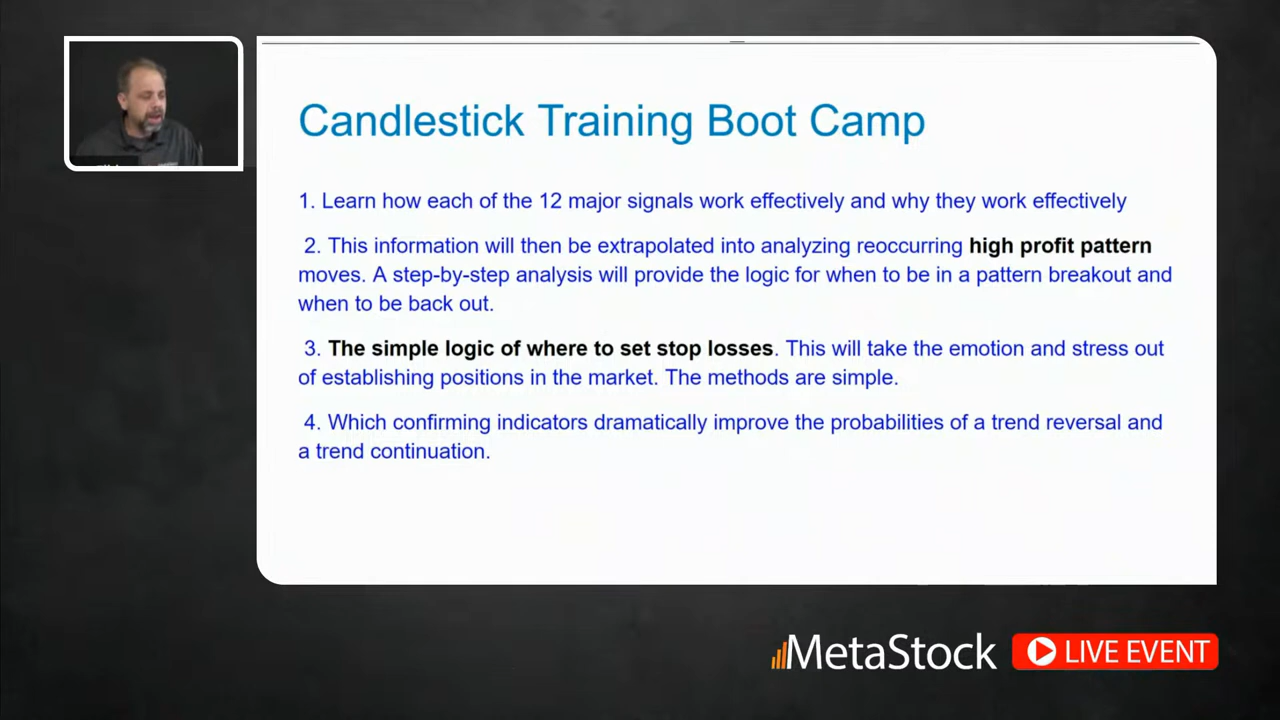 Candlestick Training Boot Camp
1. Learn how each of the 12 major signals work effectively and why they work effectively
2. This information will then be extrapolated into analyzing reoccurring high profit pattern
moves. A step-by-step analysis will provide the logic for when to be in a pattern breakout and
when to be back out.
3. The simple logic of where to set stop losses. This will take the emotion and stress out
of establishing positions in the market. The methods are simple.
4. Which confirming indicators dramatically improve the probabilities of a trend reversal and
a trend continuation.
MetaStock LIVE EVENT